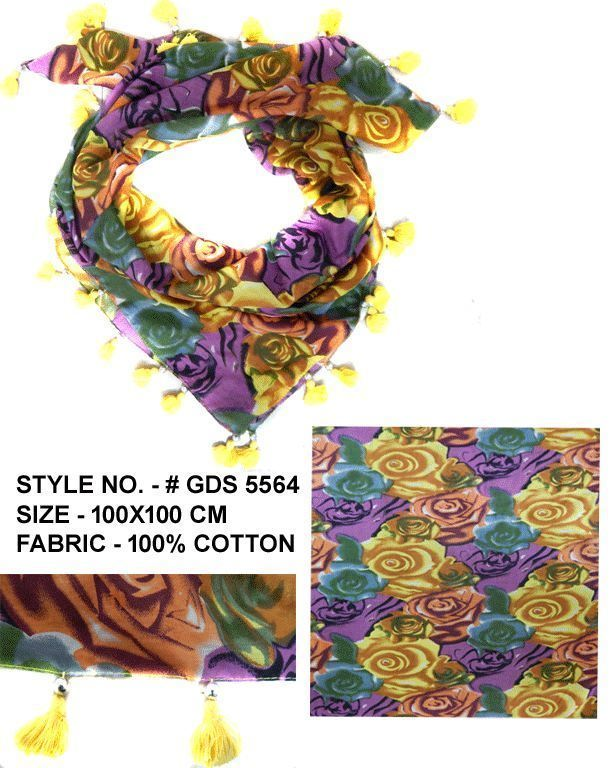 STYLE NO. - # GDS 5564
SIZE - 100X100 CM
FABRIC - 100% COTTON